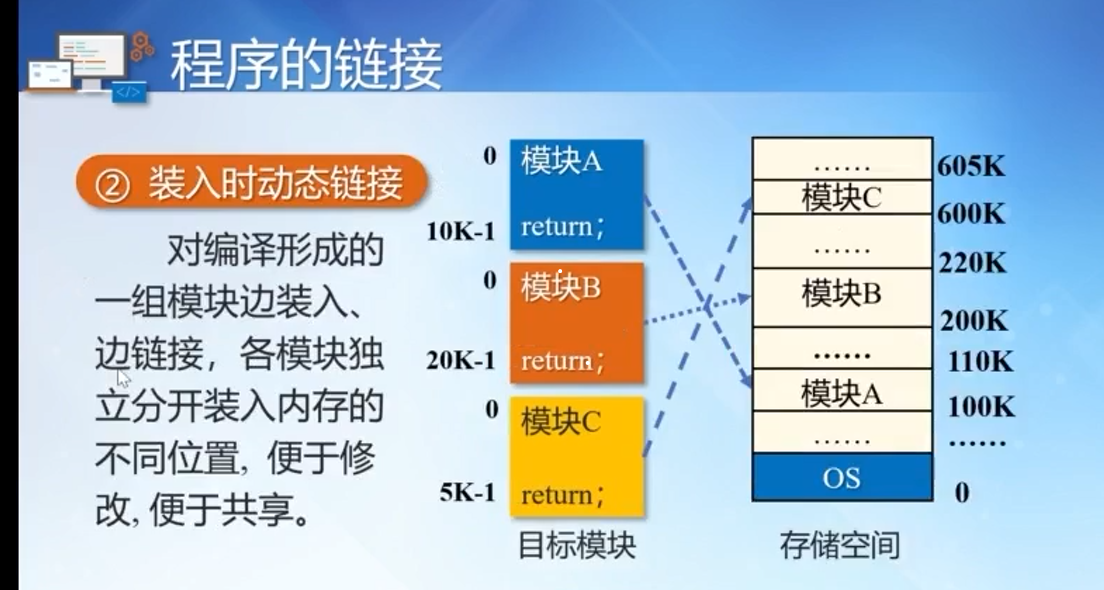 程序的链接
</>
② 装入时动态链接
对编译形成的
一组模块边装入、
边链接，各模块独
立分开装入内存的
不同位置, 便于修
改, 便于共享。
0
模块A
return；
10K-1
0
模块B
return；
20K-1
0
模块C
return；
5K-1
目标模块
……
605K
模块C
600K
……
220K
模块B
200K
……
110K
模块A
100K
……
……
OS
0
存储空间